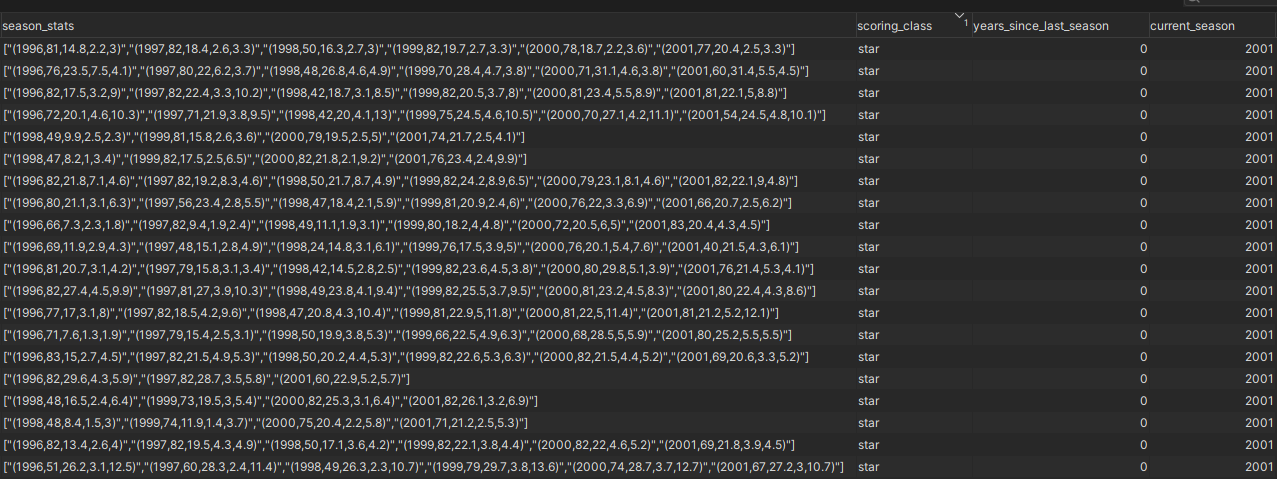 season_stats scoring_class 1 years_since_last_season current_season
["(1996,81,14.8,2.2,3)","(1997,82,18.4,2.6,3.3)","(1998,50,16.3,2.7,3)","(1999,82,19.7,2.7,3.3)","(2000,78,18.7,2.2,3.6)","(2001,77,20.4,2.5,3.3)"] star 0 2001
["(1996,76,23.5,7.5,4.1)","(1997,80,22,6.2,3.7)","(1998,48,26.8,4.6,4.9)","(1999,70,28.4,4.7,3.8)","(2000,71,31.1,4.6,3.8)","(2001,60,31.4,5.5,4.5)"] star 0 2001
["(1996,82,17.5,3.2,9)","(1997,82,22.4,3.3,10.2)","(1998,42,18.7,3.1,8.5)","(1999,82,20.5,3.7,8)","(2000,81,23.4,5.5,8.9)","(2001,81,22.1,5,8.8)"] star 0 2001
["(1996,72,20.1,4.6,10.3)","(1997,71,21.9,3.8,9.5)","(1998,42,20,4.1,13)","(1999,75,24.5,4.6,10.5)","(2000,70,27.1,4.2,11.1)","(2001,54,24.5,4.8,10.1)"] star 0 2001
["(1998,49,9.9,2.5,2.3)","(1999,81,15.8,2.6,3.6)","(2000,79,19.5,2.5,5)","(2001,74,21.7,2.5,4.1)"] star 0 2001
["(1998,47,8.2,1,3.4)","(1999,82,17.5,2.5,6.5)","(2000,82,21.8,2.1,9.2)","(2001,76,23.4,2.4,9.9)"] star 0 2001
["(1996,82,21.8,7.1,4.6)","(1997,82,19.2,8.3,4.6)","(1998,50,21.7,8.7,4.9)","(1999,82,24.2,8.9,6.5)","(2000,79,23.1,8.1,4.6)","(2001,82,22.1,9,4.8)"] star 0 2001
["(1996,80,21.1,3.1,6.3)","(1997,56,23.4,2.8,5.5)","(1998,47,18.4,2.1,5.9)","(1999,81,20.9,2.4,6)","(2000,76,22,3.3,6.9)","(2001,66,20.7,2.5,6.2)"] star 0 2001
["(1996,66,7.3,2.3,1.8)","(1997,82,9.4,1.9,2.4)","(1998,49,11.1,1.9,3.1)","(1999,80,18.2,4,4.8)","(2000,72,20.5,6,5)","(2001,83,20.4,4.3,4.5)"] star 0 2001
["(1996,69,11.9,2.9,4.3)","(1997,48,15.1,2.8,4.9)","(1998,24,14.8,3.1,6.1)","(1999,76,17.5,3.9,5)","(2000,76,20.1,5.4,7.6)","(2001,40,21.5,4.3,6.1)"] star 0 2001
["(1996,81,20.7,3.1,4.2)","(1997,79,15.8,3.1,3.4)","(1998,42,14.5,2.8,2.5)","(1999,82,23.6,4.5,3.8)","(2000,80,29.8,5.1,3.9)","(2001,76,21.4,5.3,4.1)"] star 0 2001
["(1996,82,27.4,4.5,9.9)","(1997,81,27,3.9,10.3)","(1998,49,23.8,4.1,9.4)","(1999,82,25.5,3.7,9.5)","(2000,81,23.2,4.5,8.3)","(2001,80,22.4,4.3,8.6)"] star 0 2001
["(1996,77,17,3.1,8)","(1997,82,18.5,4.2,9.6)","(1998,47,20.8,4.3,10.4)","(1999,81,22.9,5,11.8)","(2000,81,22,5,11.4)","(2001,81,21.2,5.2,12.1)"] star 0 2001
["(1996,71,7.6,1.3,1.9)","(1997,79,15.4,2.5,3.1)","(1998,50,19.9,3.8,5.3)","(1999,66,22.5,4.9,6.3)","(2000,68,28.5,5,5.9)","(2001,80,25.2,5.5,5.5)"] star 0 2001
["(1996,83,15,2.7,4.5)","(1997,82,21.5,4.9,5.3)","(1998,50,20.2,4.4,5.3)","(1999,82,22.6,5.3,6.3)","(2000,82,21.5,4.4,5.2)","(2001,69,20.6,3.3,5.2)"] star 0 2001
["(1996,82,29.6,4.3,5.9)","(1997,82,28.7,3.5,5.8)","(2001,60,22.9,5.2,5.7)"] star 0 2001
["(1998,48,16.5,2.4,6.4)","(1999,73,19.5,3,5.4)","(2000,82,25.3,3.1,6.4)","(2001,82,26.1,3.2,6.9)"] star 0 2001
["(1998,48,8.4,1.5,3)","(1999,74,11.9,1.4,3.7)","(2000,75,20.4,2.2,5.8)","(2001,71,21.2,2.5,5.3)"] star 0 2001
["(1996,82,13.4,2.6,4)","(1997,82,19.5,4.3,4.9)","(1998,50,17.1,3.6,4.2)","(1999,82,22.1,3.8,4.4)","(2000,82,22,4.6,5.2)","(2001,69,21.8,3.9,4.5)"] star 0 2001
["(1996,51,26.2,3.1,12.5)","(1997,60,28.3,2.4,11.4)","(1998,49,26.3,2.3,10.7)","(1999,79,29.7,3.8,13.6)","(2000,74,28.7,3.7,12.7)","(2001,67,27.2,3,10.7)"] star 0 2001